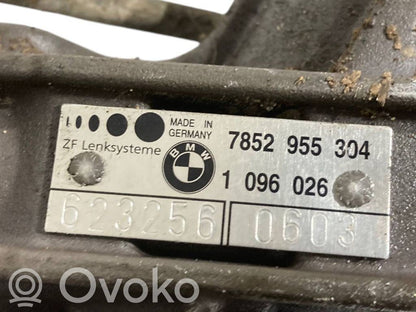 MADE IN
GERMANY
ZF Lenksysteme
BMW
7852 955 304
1 096 026
623256
0603
OVOKO